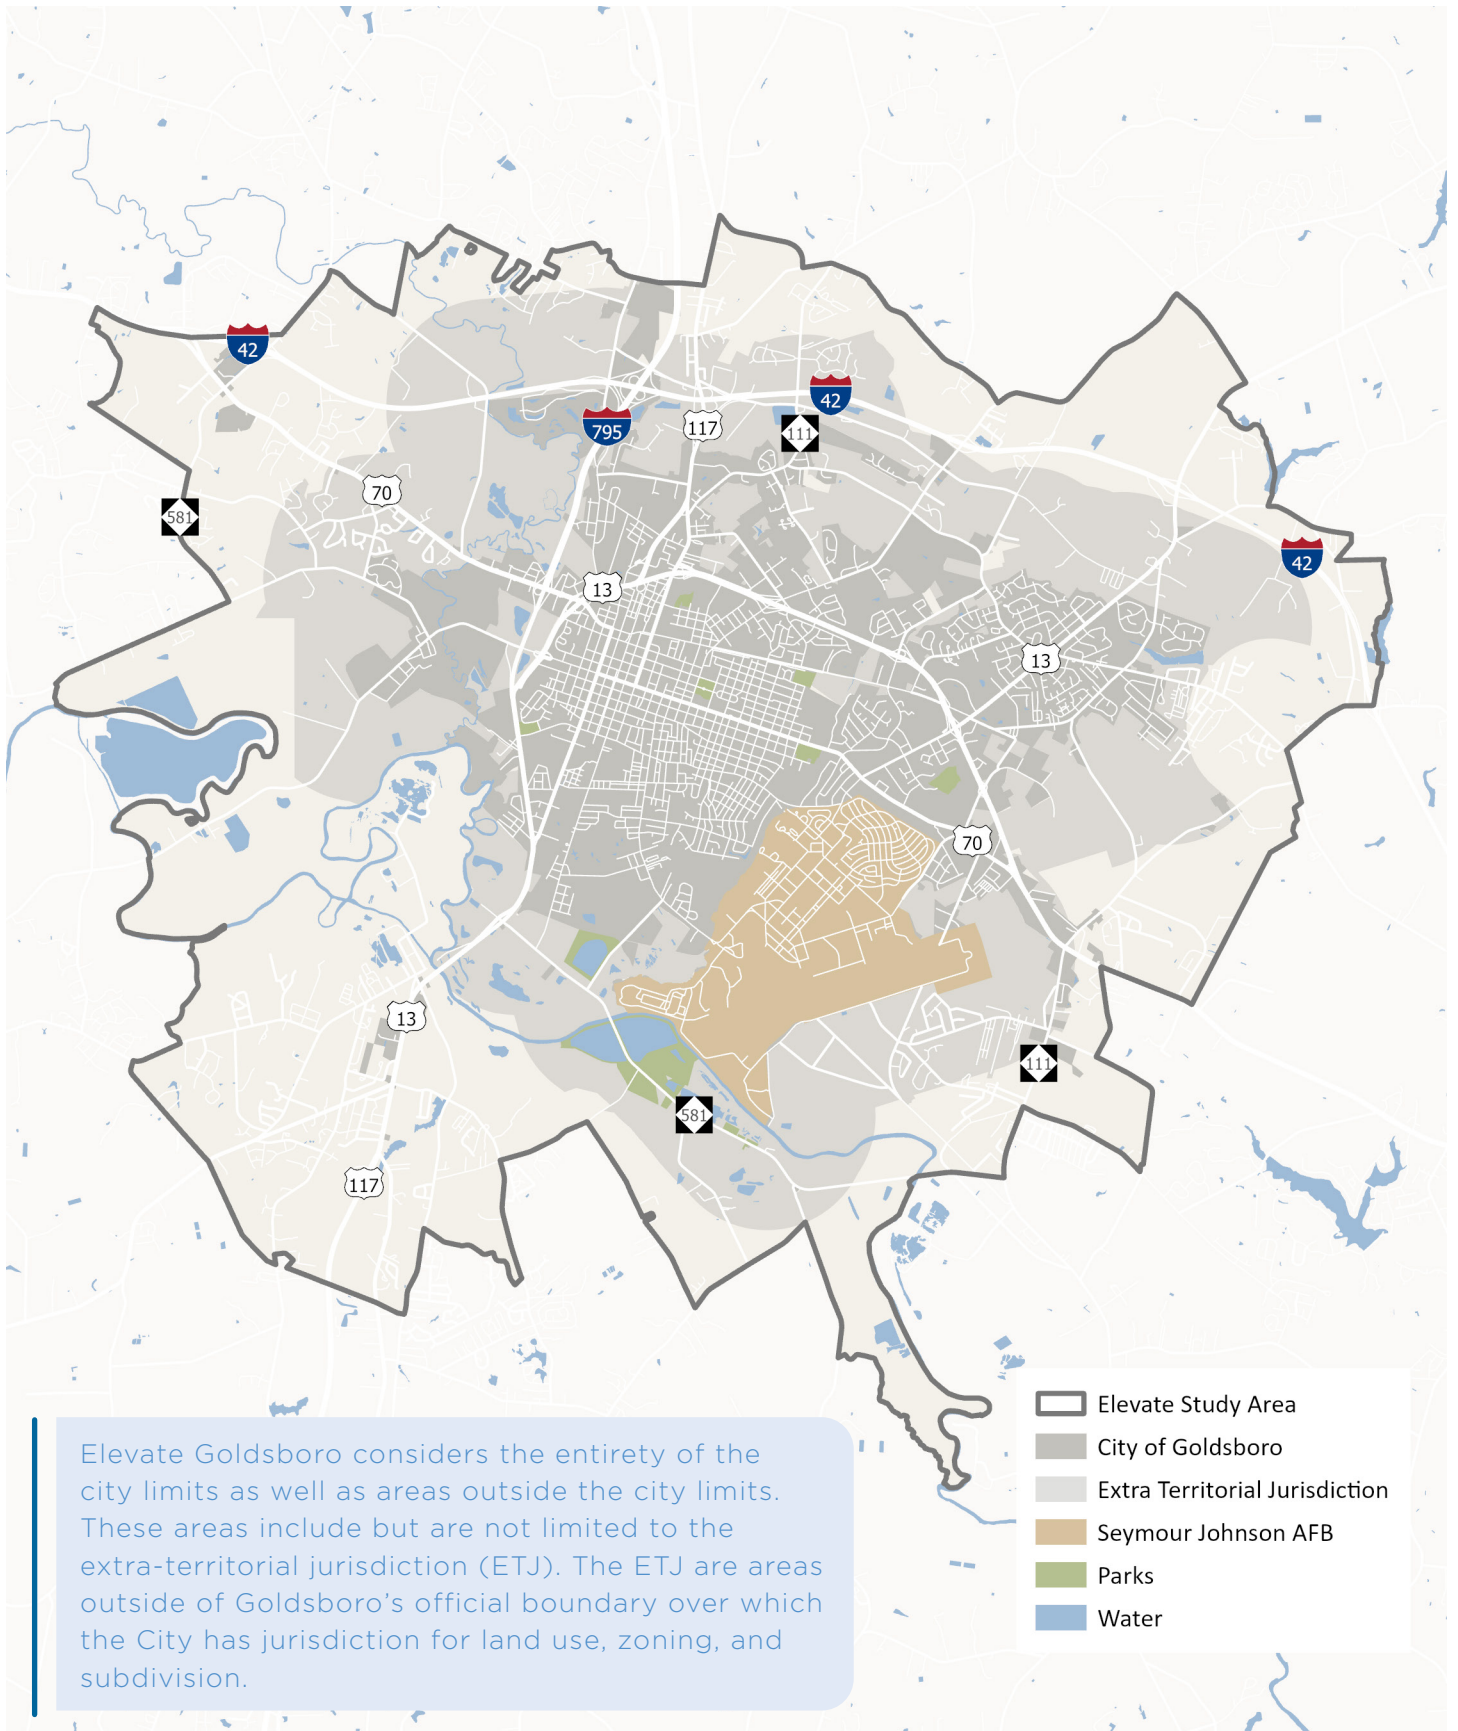 42
42
795
117
111
70
581
42
13
13
70
13
111
581
117
Elevate Study Area
City of Goldsboro
Extra Territorial Jurisdiction
Seymour Johnson AFB
Parks
Water
Elevate Goldsboro considers the entirety of the
city limits as well as areas outside the city limits.
These areas include but are not limited to the
extra-territorial jurisdiction (ETJ). The ETJ are areas
outside of Goldsboro’s official boundary over which
the City has jurisdiction for land use, zoning, and
subdivision.